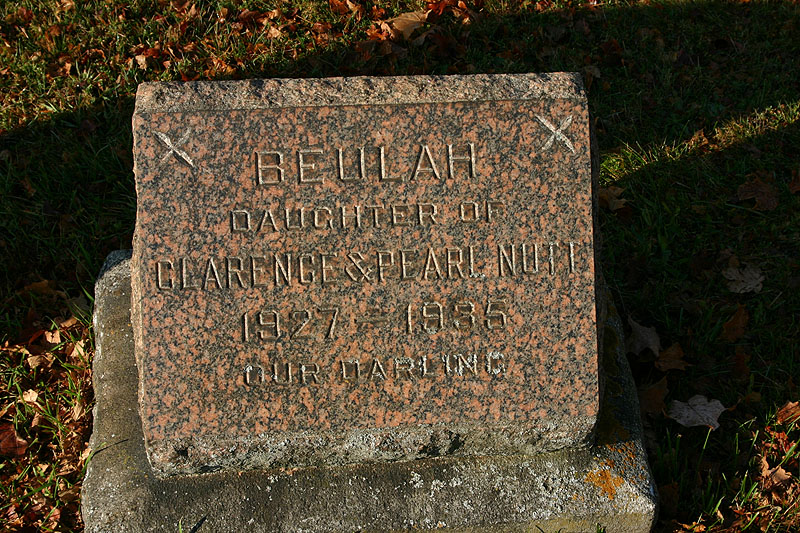 BEULAH
DAUGHTER OF
CLARENCE & PEARL NUTT
1927 - 1935
OUR DARLING